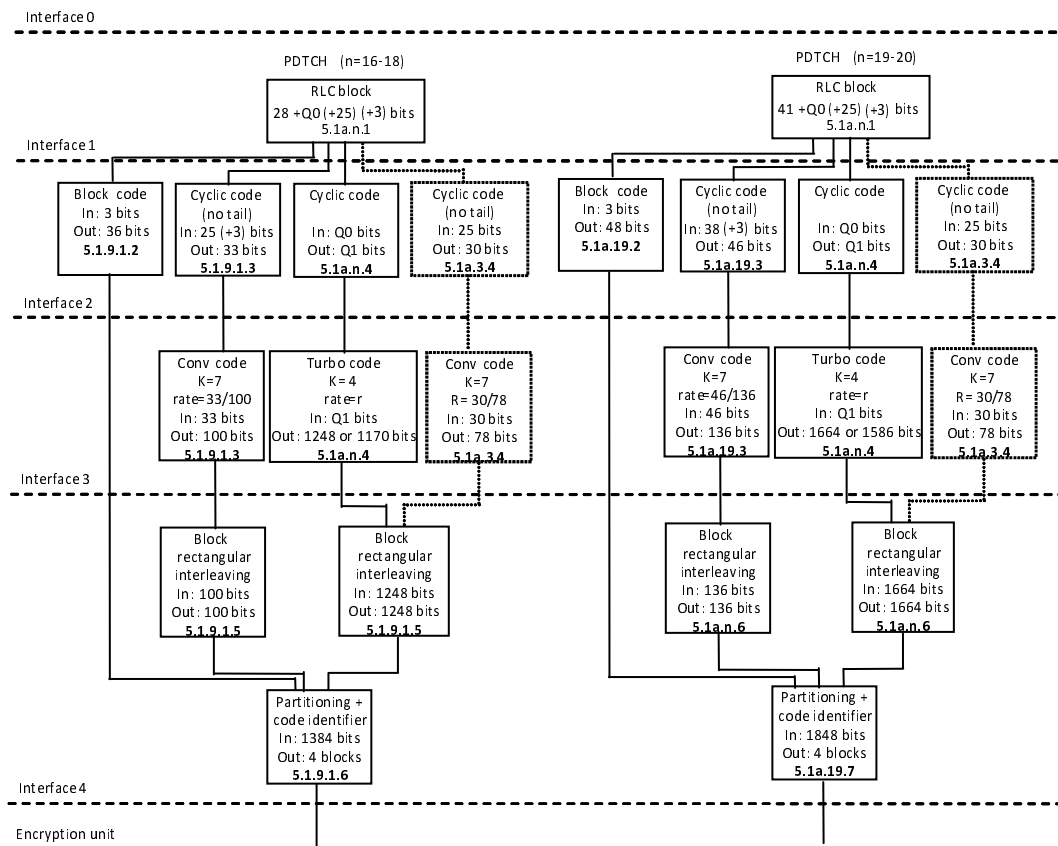 Interface 0
PDTCH (n=16-18)
RLC block
28 +Q0 (+25) (+3) bits
5.1a.n.1
PDTCH (n=19-20)
RLC block
41 +Q0 (+25) (+3) bits
5.1a.n.1
Interface 1
Block code
In: 3 bits
Out: 36 bits
5.1.9.1.2
Cyclic code
(no tail)
In: 25 (+3) bits
Out: 33 bits
5.1.9.1.3
Cyclic code
In: Q0 bits
Out: Q1 bits
5.1a.n.4
Cyclic code
(no tail)
In: 25 bits
Out: 30 bits
5.1a.3.4
Block code
In: 3 bits
Out: 48 bits
5.1a.19.2
Cyclic code
(no tail)
In: 38 (+3) bits
Out: 46 bits
5.1a.19.3
Cyclic code
In: Q0 bits
Out: Q1 bits
5.1a.n.4
Cyclic code
(no tail)
In: 25 bits
Out: 30 bits
5.1a.3.4
Interface 2
Conv code
K=7
rate=33/100
In: 33 bits
Out: 100 bits
5.1.9.1.3
Turbo code
K=4
rate=r
In: Q1 bits
Out: 1248 or 1170 bits
5.1a.n.4
Conv code
K=7
R= 30/78
In: 30 bits
Out: 78 bits
5.1a.3.4
Conv code
K=7
rate=46/136
In: 46 bits
Out: 136 bits
5.1a.19.3
Turbo code
K=4
rate=r
In: Q1 bits
Out: 1664 or 1586 bits
5.1a.n.4
Conv code
K=7
R= 30/78
In: 30 bits
Out: 78 bits
5.1a.3.4
Interface 3
Block
rectangular
interleaving
In: 100 bits
Out: 100 bits
5.1.9.1.5
Block
rectangular
interleaving
In: 1248 bits
Out: 1248 bits
5.1.9.1.5
Block
rectangular
interleaving
In: 136 bits
Out: 136 bits
5.1a.n.6
Block
rectangular
interleaving
In: 1664 bits
Out: 1664 bits
5.1a.n.6
Partitioning +
code identifier
In: 1384 bits
Out: 4 blocks
5.1.9.1.6
Partitioning +
code identifier
In: 1848 bits
Out: 4 blocks
5.1a.19.7
Interface 4
Encryption unit